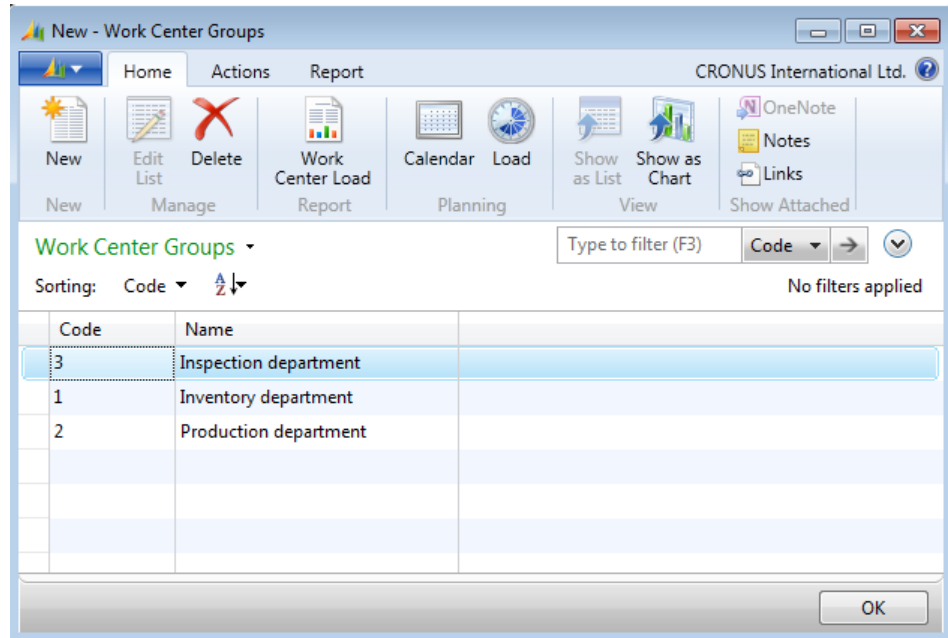 New - Work Center Groups
Home Actions Report CRONUS International Ltd.
New Edit List Delete Work Center Load Calendar Load Show as List Show as Chart OneNote Notes Links
New Manage Report Planning View Show Attached
Work Center Groups Type to filter (F3) Code
Sorting: Code A Z No filters applied
Code Name
3 Inspection department
1 Inventory department
2 Production department
OK